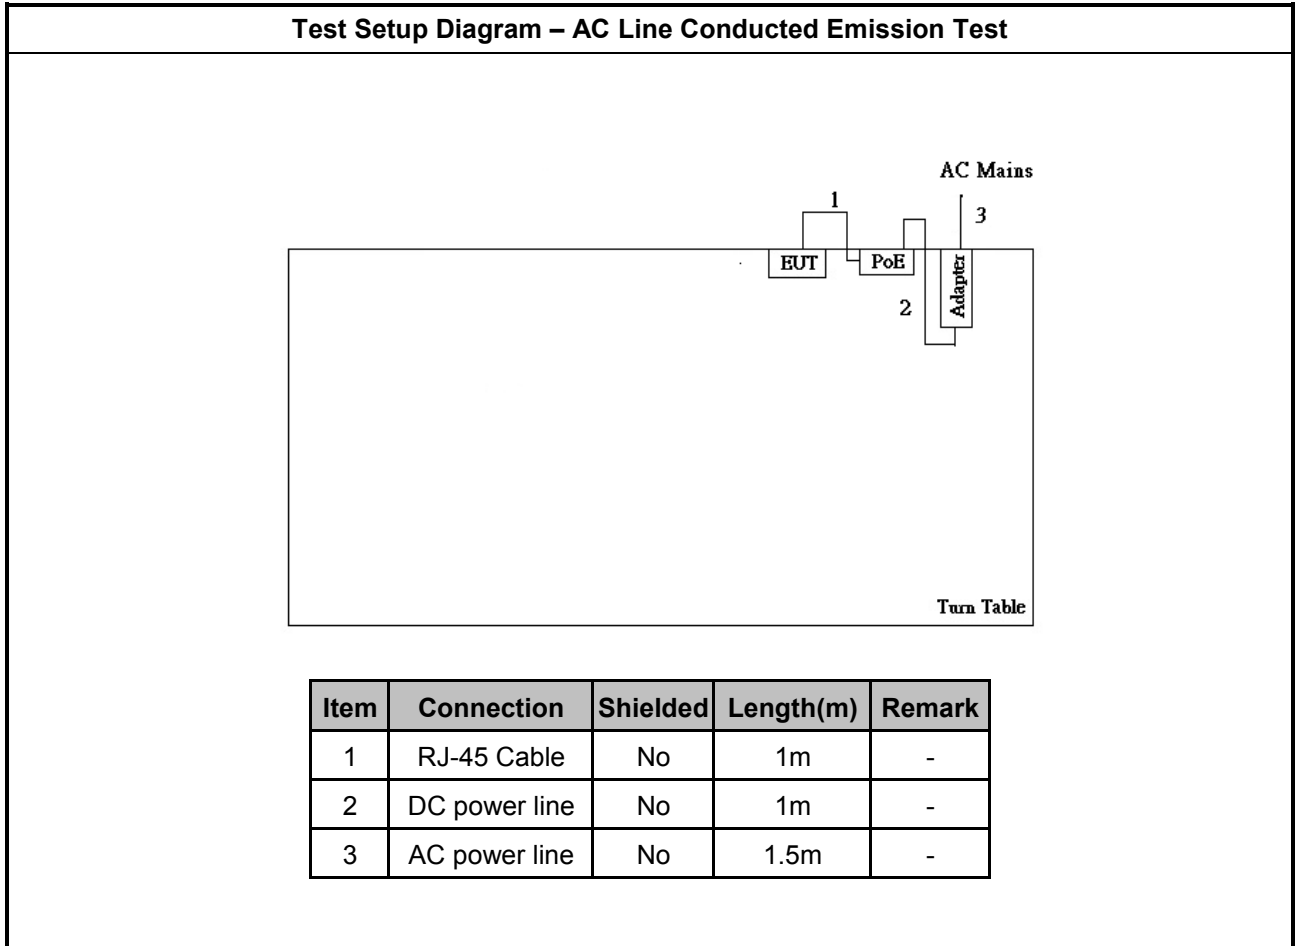 Test Setup Diagram – AC Line Conducted Emission Test
AC Mains
1
3
EUT
PoE
Adapter
2
Turn Table
Item Connection Shielded Length(m) Remark
1 RJ-45 Cable No 1m -
2 DC power line No 1m -
3 AC power line No 1.5m -